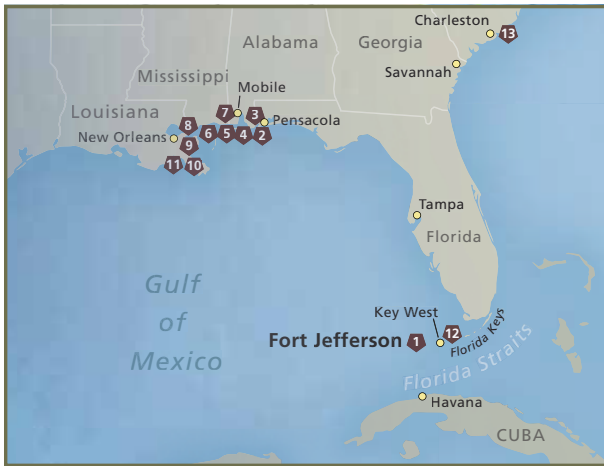 Charleston
13
Alabama
Georgia
Savannah
Mississippi
Mobile
7
3
Pensacola
Louisiana
8
6
5
4
2
New Orleans
9
11
10
Tampa
Florida
Gulf
of
Mexico
Key West
12
Florida Keys
Fort Jefferson
1
Florida Straits
Havana
CUBA